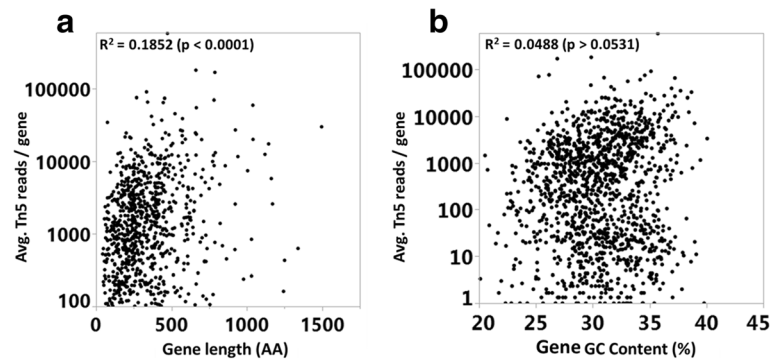 a
R² = 0.1852 (p < 0.0001)
Avg. Tn5 reads / gene
100000
10000
1000
100
0 500 1000 1500
Gene length (AA)
b
R² = 0.0488 (p > 0.0531)
Avg. Tn5 reads / gene
100000
10000
1000
100
10
1
20 25 30 35 40 45
Gene GC Content (%)